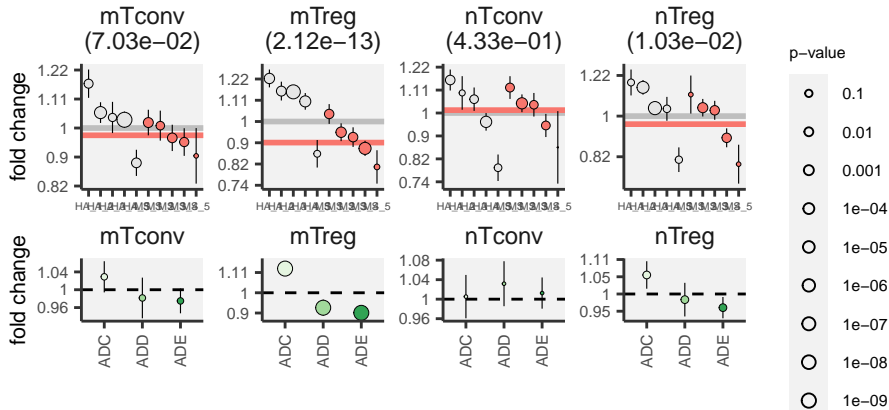 mTconv
(7.03e−02)
mTreg
(2.12e−13)
nTconv
(4.33e−01)
nTreg
(1.03e−02)
fold change
1.22
1.11
1
0.9
0.82
1.22
1.11
1
0.9
0.82
0.74
1.22
1.11
1
0.9
0.82
0.74
1.22
1
0.82
mTconv
mTreg
nTconv
nTreg
fold change
1.04
1
0.96
1.11
1
0.9
1.08
1.04
1
0.96
1.11
1.05
1
0.95
ADC
ADD
ADE
ADC
ADD
ADE
ADC
ADD
ADE
ADC
ADD
ADE
p−value
0.1
0.01
0.001
1e−04
1e−05
1e−06
1e−07
1e−08
1e−09